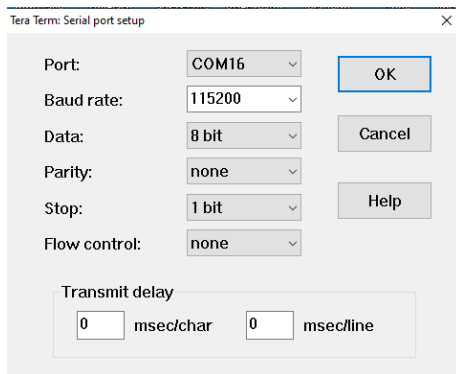 Tera Term: Serial port setup
Port: COM16
OK
Baud rate: 115200
Data: 8 bit
Cancel
Parity: none
Stop: 1 bit
Help
Flow control: none
Transmit delay
0 msec/char 0 msec/line